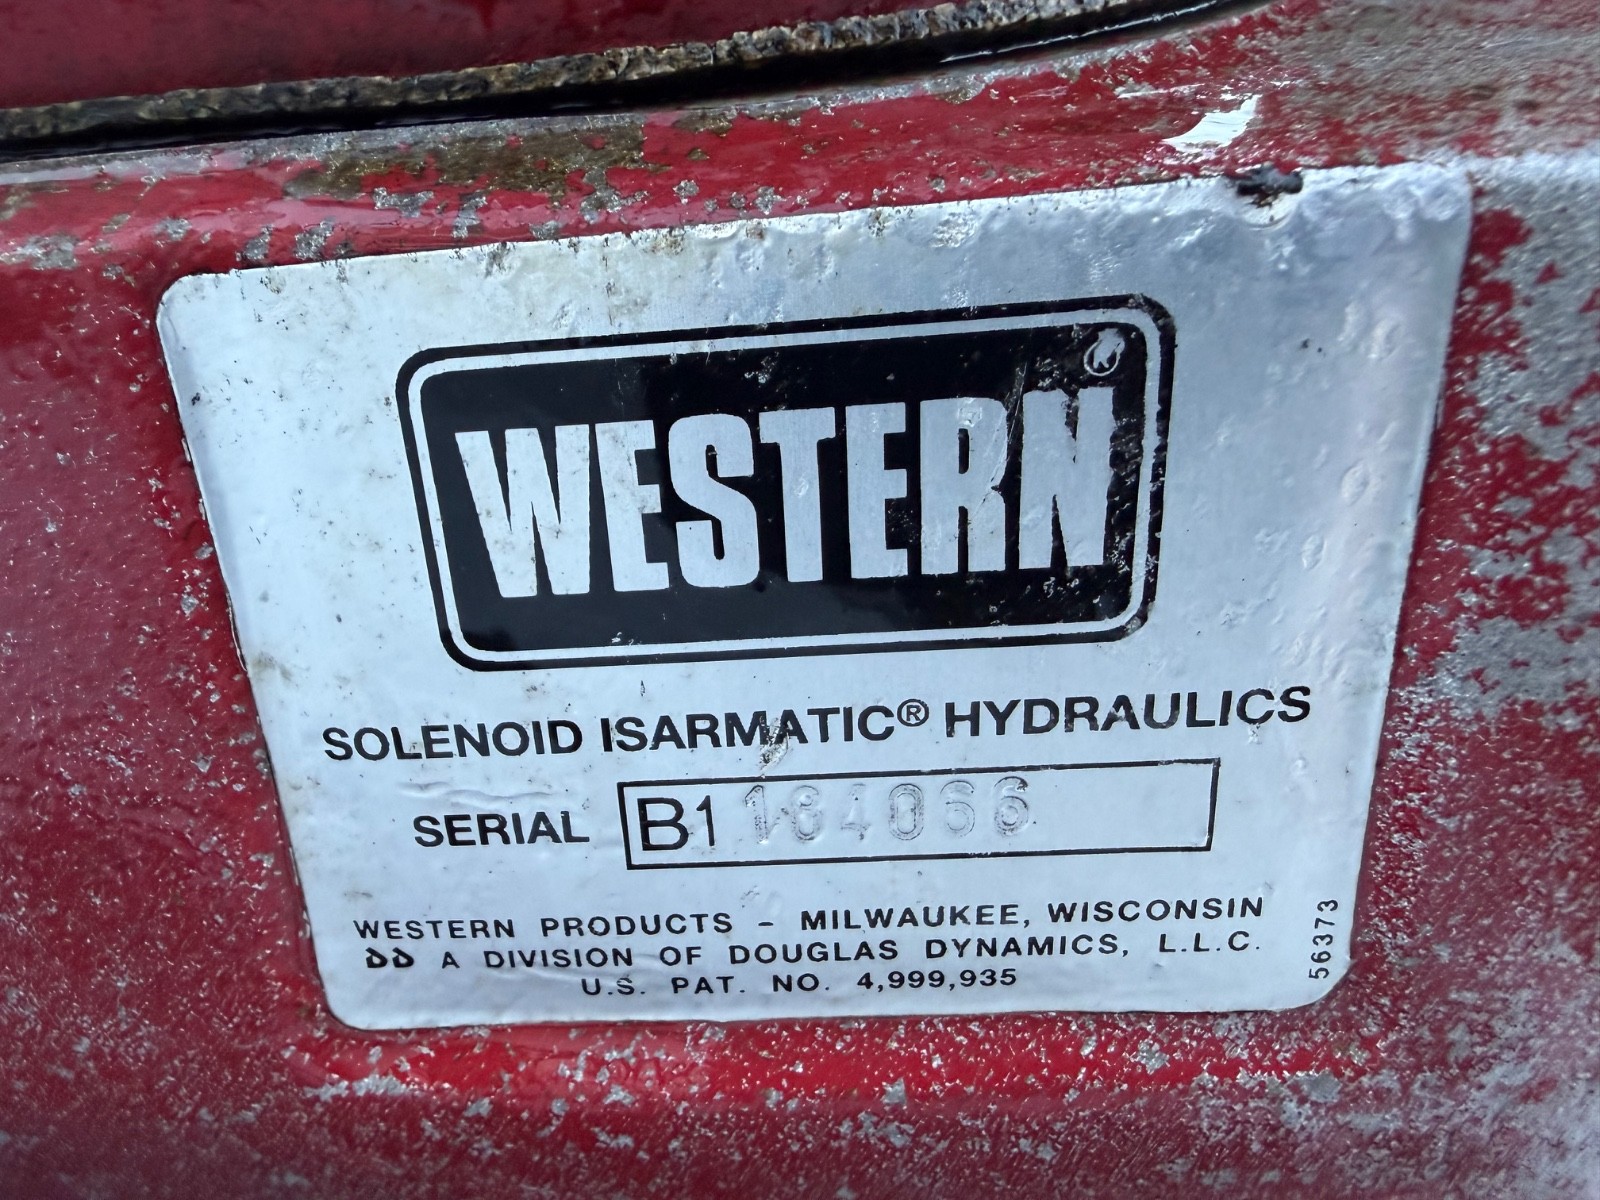 WESTERN®
SOLENOID ISARMATIC® HYDRAULICS
SERIAL B1 184066
WESTERN PRODUCTS – MILWAUKEE, WISCONSIN
A DIVISION OF DOUGLAS DYNAMICS, L.L.C.
U.S. PAT. NO. 4,999,935
56373